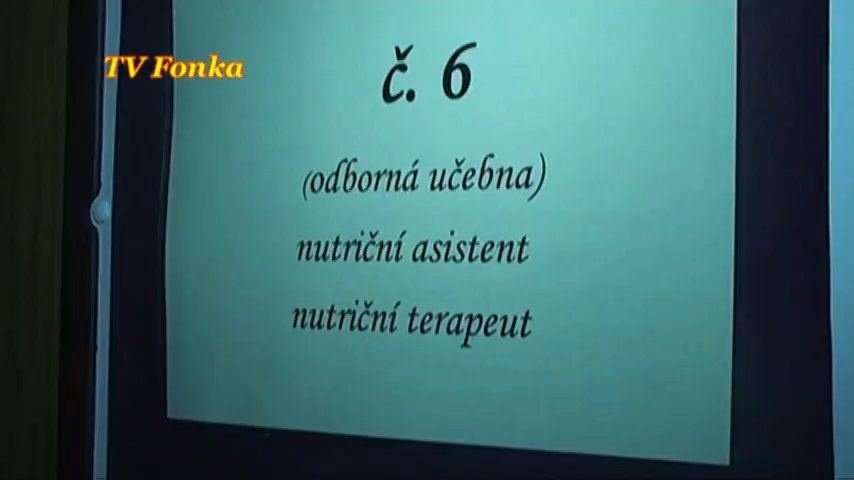 TV Fonka
č. 6
(odborná učebna)
nutriční asistent
nutriční terapeut